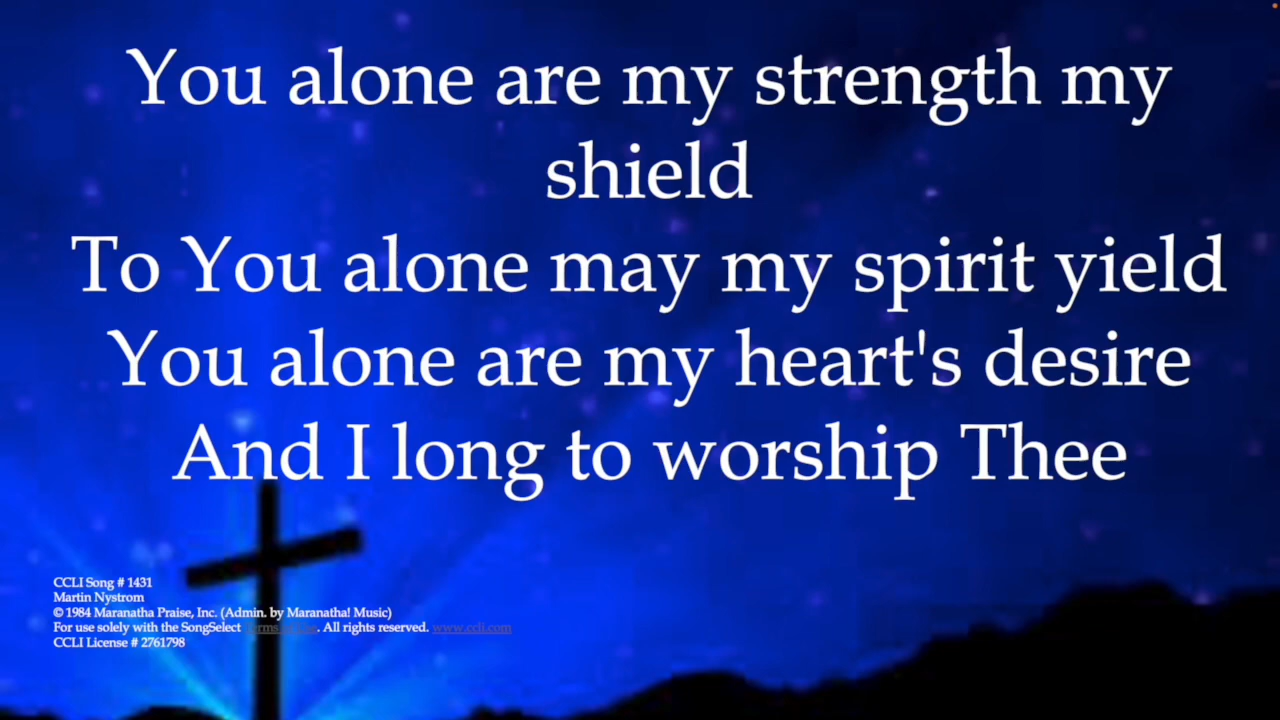 You alone are my strength my
shield
To You alone may my spirit yield
You alone are my heart's desire
And I long to worship Thee
CCLI Song # 1431
Martin Nystrom
© 1984 Maranatha Praise, Inc. (Admin. by Maranatha! Music)
For use solely with the SongSelect Terms of Use. All rights reserved. www.ccli.com
CCLI License # 2761798